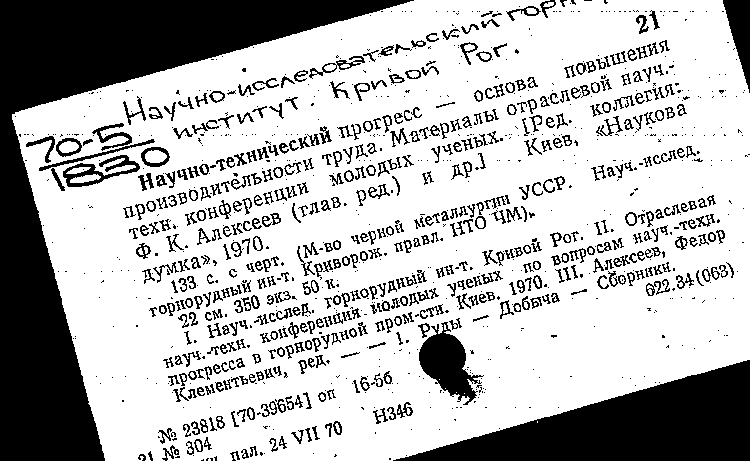 21
Научно-исследовательский горно
институт. Кривой Рог.
70-5
1830
Научно-технический прогресс — основа повышения
производительности труда. Материалы отраслевой науч.-
техн. конференции молодых ученых. [Ред. коллегия:
Ф. К. Алексеев (глав. ред.) и др.] Киев, «Наукова
думка», 1970.
133 с. с черт. (М-во черной металлургии УССР. Науч.-исслед.
горнорудный ин-т. Криворож. правл. НТО ЧМ).
22 см. 350 экз. 50 к.
I. Науч.-исслед. горнорудный ин-т. Кривой Рог. II. Отраслевая
науч.-техн. конференция молодых ученых по вопросам науч.-техн.
прогресса в горнорудной пром-сти. Киев. 1970. III. Алексеев, Федор
Клементьевич, ред. — — 1. Руды — Добыча — Сборники.
622.34(063)
№ 23818 [70-39654] оп 16-5б
21 № 304
пал. 24 VII 70 Н346